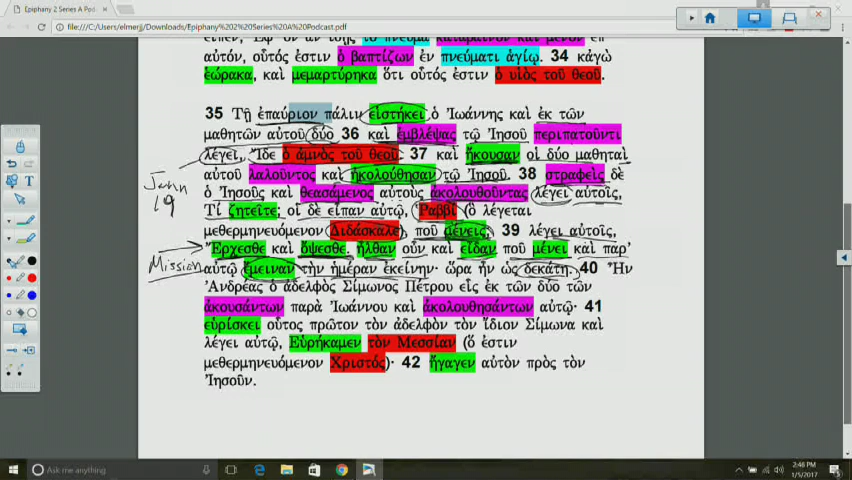 Epiphany 2 Series A Pod
file:///C:/Users/elmerjj/Downloads/Epiphany%202%20Series%20A%20Podcast.pdf
αὐτόν, οὗτός ἐστιν ὁ βαπτίζων ἐν πνεύματι ἁγίῳ. 34 κἀγὼ
ἑώρακα, καὶ μεμαρτύρηκα ὅτι οὗτός ἐστιν ὁ υἱὸς τοῦ θεοῦ.
35 Τῇ ἐπαύριον πάλιν εἱστήκει ὁ Ἰωάννης καὶ ἐκ τῶν
μαθητῶν αὐτοῦ δύο 36 καὶ ἐμβλέψας τῷ Ἰησοῦ περιπατοῦντι
λέγει, Ἴδε ὁ ἀμνὸς τοῦ θεοῦ. 37 καὶ ἤκουσαν οἱ δύο μαθηταὶ
αὐτοῦ λαλοῦντος καὶ ἠκολούθησαν τῷ Ἰησοῦ. 38 στραφεὶς δὲ
John
ὁ Ἰησοῦς καὶ θεασάμενος αὐτοὺς ἀκολουθοῦντας λέγει αὐτοῖς,
19
Τί ζητεῖτε; οἱ δὲ εἶπαν αὐτῷ, Ῥαββί (ὃ λέγεται
μεθερμηνευόμενον Διδάσκαλε), ποῦ μένεις; 39 λέγει αὐτοῖς,
Ἔρχεσθε καὶ ὄψεσθε. ἦλθαν οὖν καὶ εἶδαν ποῦ μένει καὶ παρ'
Mission
αὐτῷ ἔμειναν τὴν ἡμέραν ἐκείνην· ὥρα ἦν ὡς δεκάτη. 40 Ἦν
Ἀνδρέας ὁ ἀδελφὸς Σίμωνος Πέτρου εἷς ἐκ τῶν δύο τῶν
ἀκουσάντων παρὰ Ἰωάννου καὶ ἀκολουθησάντων αὐτῷ· 41
εὑρίσκει οὗτος πρῶτον τὸν ἀδελφὸν τὸν ἴδιον Σίμωνα καὶ
λέγει αὐτῷ, Εὑρήκαμεν τὸν Μεσσίαν (ὅ ἐστιν
μεθερμηνευόμενον Χριστός)· 42 ἤγαγεν αὐτὸν πρὸς τὸν
Ἰησοῦν.
Ask me anything
2:46 PM
1/5/2017